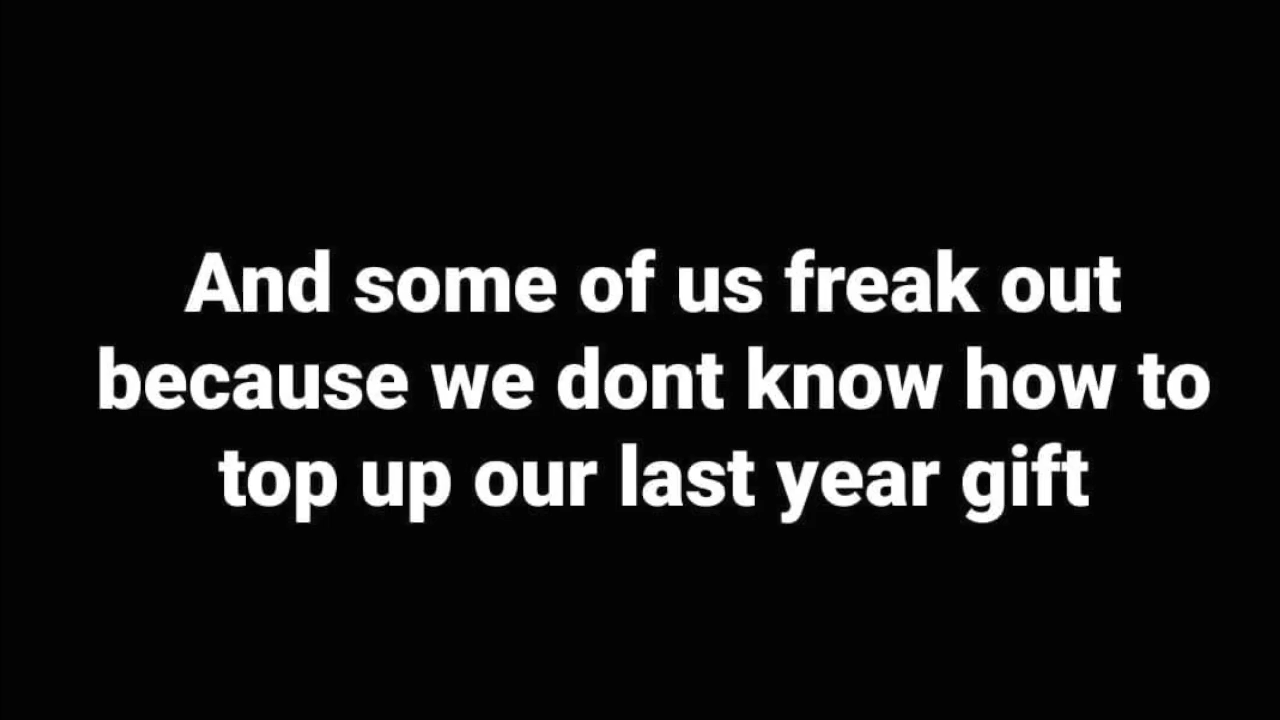 And some of us freak out
because we dont know how to
top up our last year gift